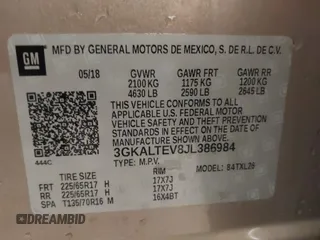 GM
MFD BY GENERAL MOTORS DE MEXICO, S. DE R.L. DE C.V.
05/18 GVWR GAWR FRT GAWR RR
2100 KG 1175 KG 1200 KG
4630 LB 2590 LB 2645 LB
THIS VEHICLE CONFORMS TO ALL
APPLICABLE U.S. FEDERAL MOTOR
VEHICLE SAFETY AND THEFT
PREVENTION STANDARDS IN EFFECT
ON THE DATE OF MANUFACTURE
SHOWN ABOVE.
444C 3GKALTEV8JL386984
TYPE: M.P.V. MODEL: 64TXL26
TIRE SIZE RIM
FRT 225/65R17 H 17X7J
RR 225/65R17 H 17X7J
SPA T135/70R16 M 16X4BT
DREAMBID